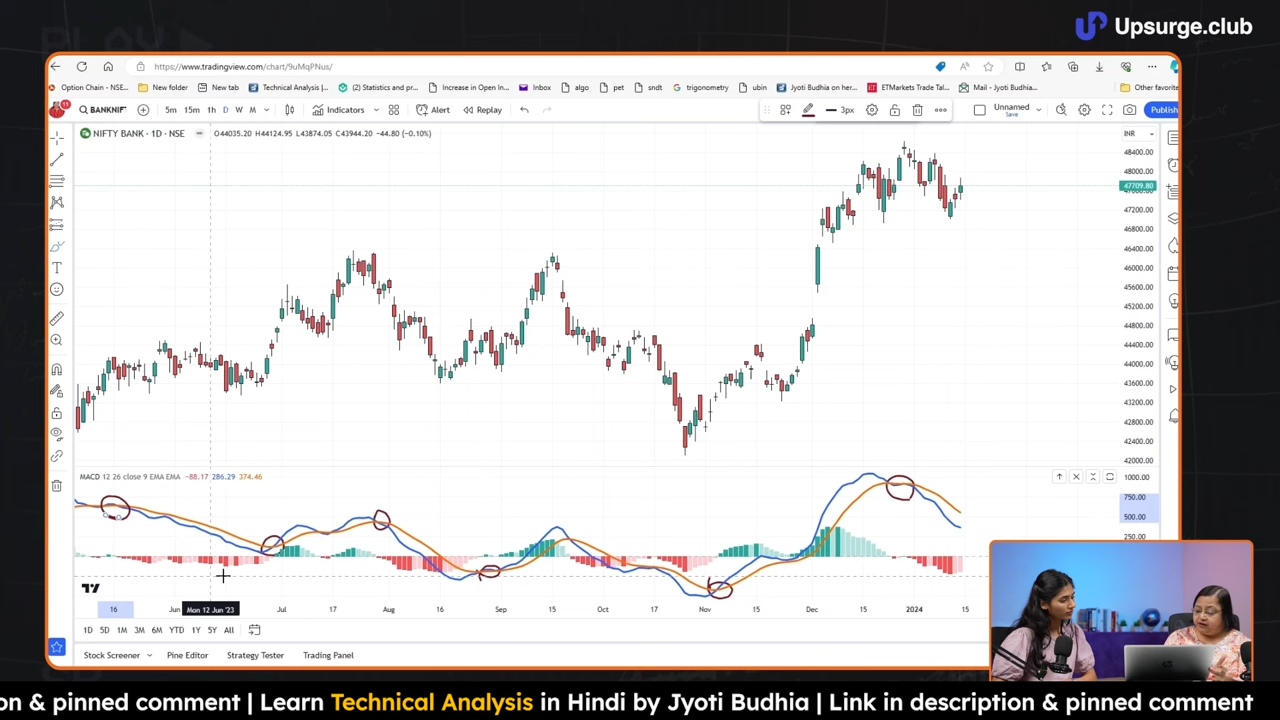 PLAY
Upsurge.club
https://www.tradingview.com/chart/9uMqPNus/
Option Chain - NSE... New folder New tab Technical Analysis |... (2) Statistics and pr... Increase in Open In... Inbox algo pet sndt trigonometry ubin Jyoti Budhia on her... ETMarkets Trade Tal... Mail - Jyoti Budhia... Other favorites
11 BANKNIF 5m 15m 1h D W M Indicators Alert Replay 3px Unnamed Save Publish
NIFTY BANK · 1D · NSE O44035.20 H44124.95 L43874.05 C43944.20 -44.80 (-0.10%) INR
48400.00
48000.00
47709.80
47200.00
46800.00
46400.00
46000.00
45600.00
45200.00
44800.00
44400.00
44000.00
43600.00
43200.00
42800.00
42400.00
42000.00
MACD 12 26 close 9 EMA EMA -88.17 286.29 374.46 1000.00
750.00
500.00
250.00
16 Jun Mon 12 Jun '23 Jul 17 Aug 16 Sep 15 Oct 17 Nov 15 Dec 15 2024 15
1D 5D 1M 3M 6M YTD 1Y 5Y All
Stock Screener Pine Editor Strategy Tester Trading Panel
on & pinned comment | Learn Technical Analysis in Hindi by Jyoti Budhia | Link in description & pinned comment